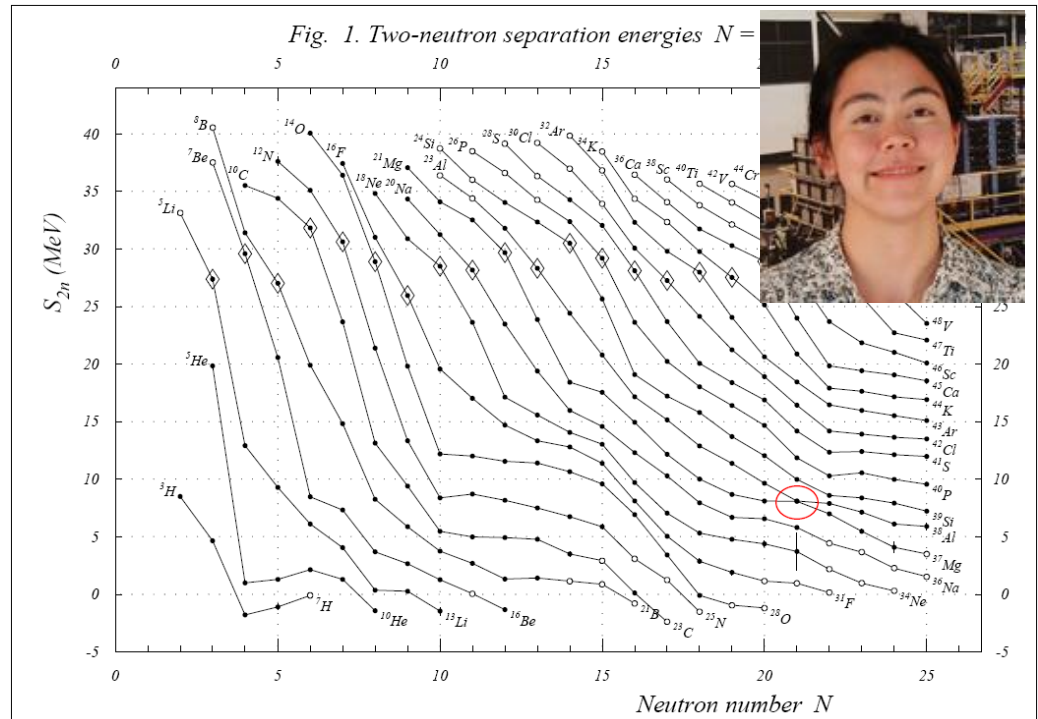 Fig. 1. Two-neutron separation energies N =
0 5 10 15
40 35 30 25 20 15 10 5 0 -5
S2n (MeV)
8B
7Be
5Li
10C
12N
14O
16F
18Ne
20Na
21Mg
23Al
24Si
26P
28S
30Cl
32Ar
34K
36Ca
38Sc
40Ti
42V
44Cr
5He
3H
7H
10He
13Li
16Be
21B
23C
25N
28O
31F
34Ne
36Na
37Mg
38Al
39Si
40P
41S
42Cl
43Ar
44K
45Ca
46Sc
47Ti
48V
20 15 10 5 0 -5
0 5 10 15 20 25
Neutron number N